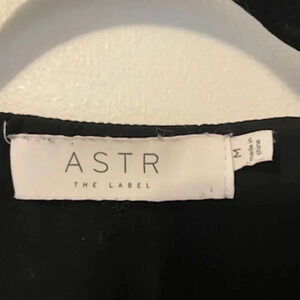 ASTR
THE LABEL
M
made in
china